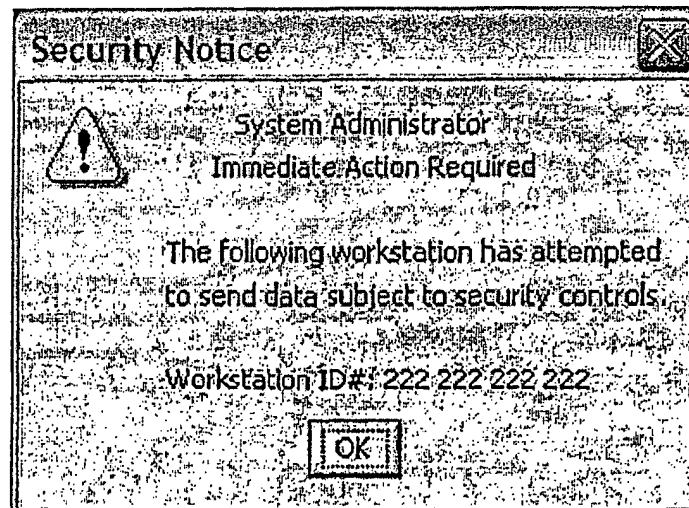 Security Notice
System Administrator
Immediate Action Required
The following workstation has attempted
to send data subject to security controls.
Workstation ID#: 222 222 222 222
OK